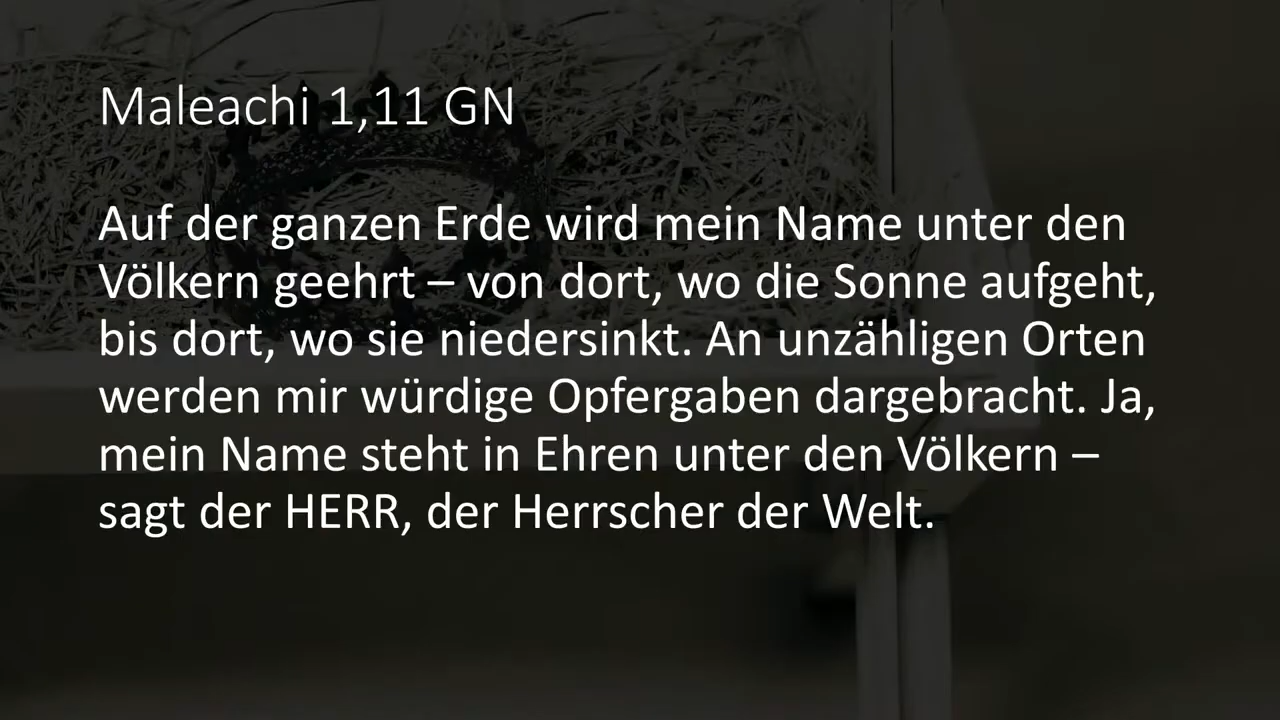 Maleachi 1,11 GN
Auf der ganzen Erde wird mein Name unter den
Völkern geehrt – von dort, wo die Sonne aufgeht,
bis dort, wo sie niedersinkt. An unzähligen Orten
werden mir würdige Opfergaben dargebracht. Ja,
mein Name steht in Ehren unter den Völkern –
sagt der HERR, der Herrscher der Welt.